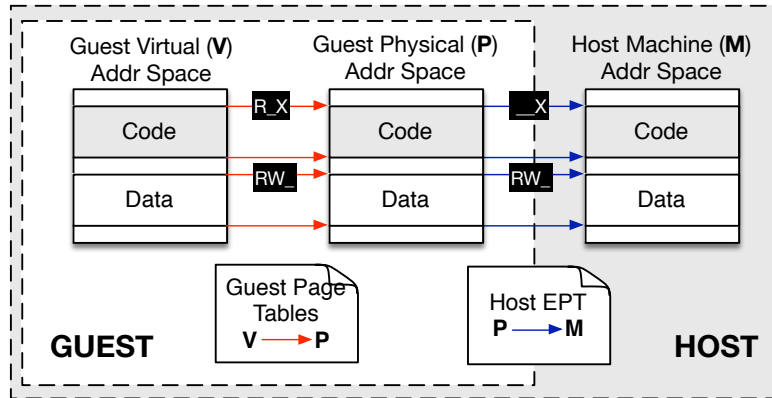 Guest Virtual (V)
Addr Space
Guest Physical (P)
Addr Space
Host Machine (M)
Addr Space
R_X
__X
Code
Code
Code
RW_
RW_
Data
Data
Data
Guest Page
Tables
V P
Host EPT
P M
GUEST
HOST